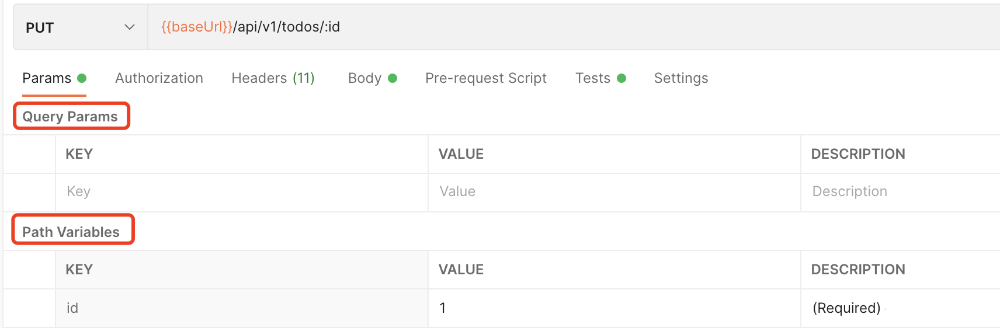 PUT {{baseUrl}}/api/v1/todos/:id
Params Authorization Headers (11) Body Pre-request Script Tests Settings
Query Params
KEY VALUE DESCRIPTION
Key Value Description
Path Variables
KEY VALUE DESCRIPTION
id 1 (Required)